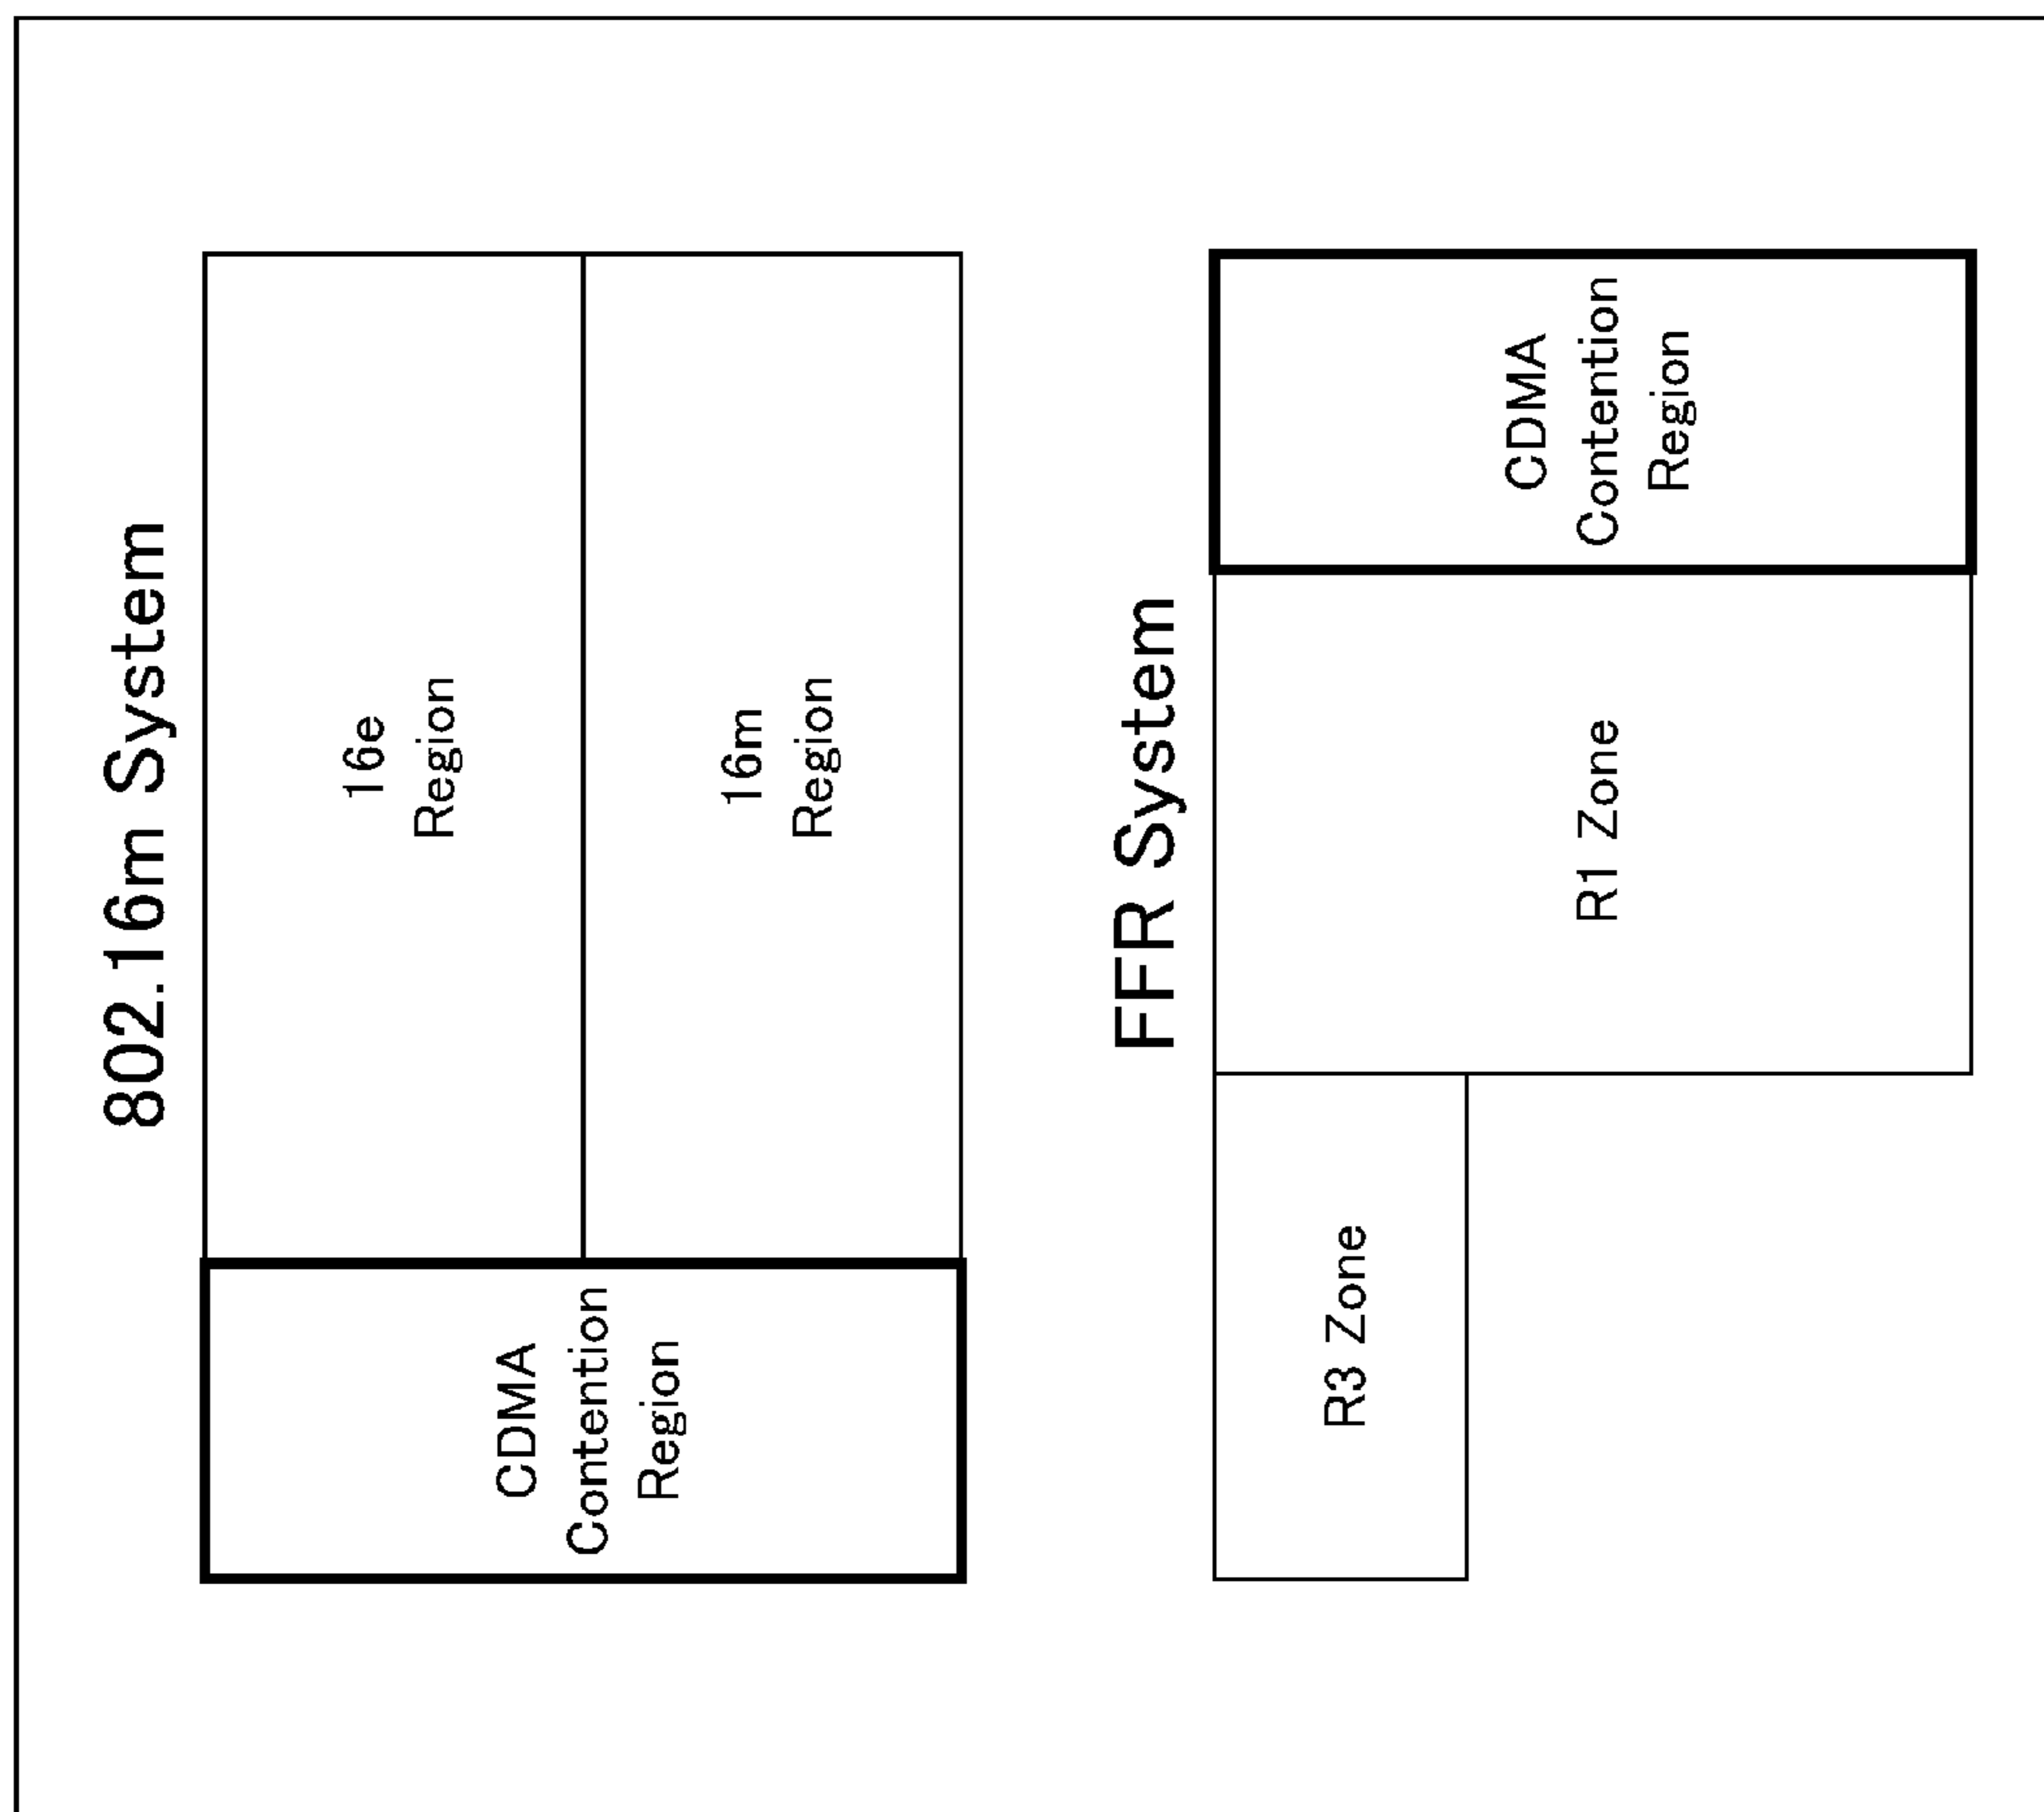 802.16m System
CDMA
Contention
Region
16e
Region
16m
Region
FFR System
R3 Zone
R1 Zone
CDMA
Contention
Region